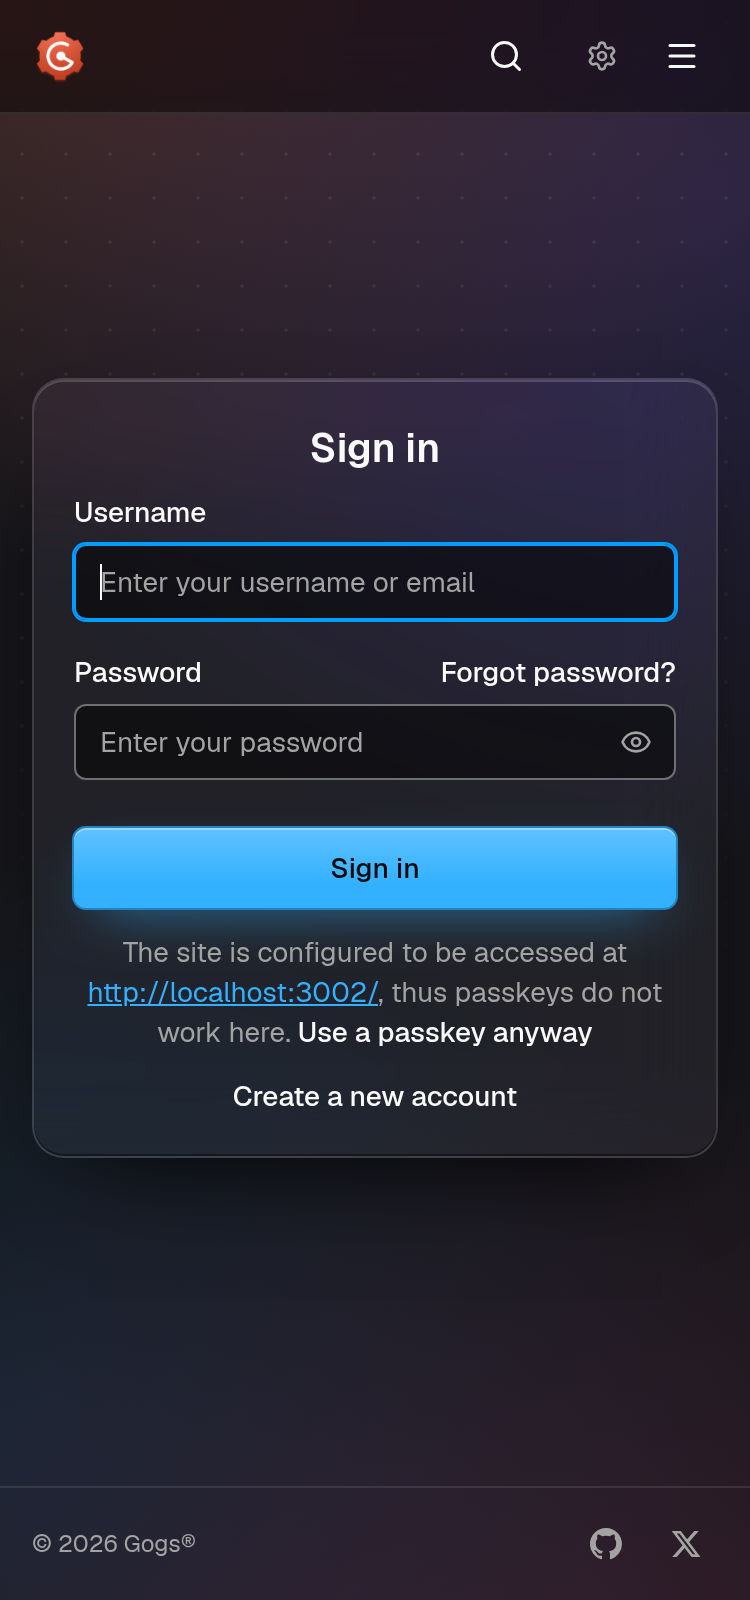 Sign in
Username
Enter your username or email
Password
Forgot password?
Enter your password
Sign in
The site is configured to be accessed at
http://localhost:3002/, thus passkeys do not
work here. Use a passkey anyway
Create a new account
© 2026 Gogs®